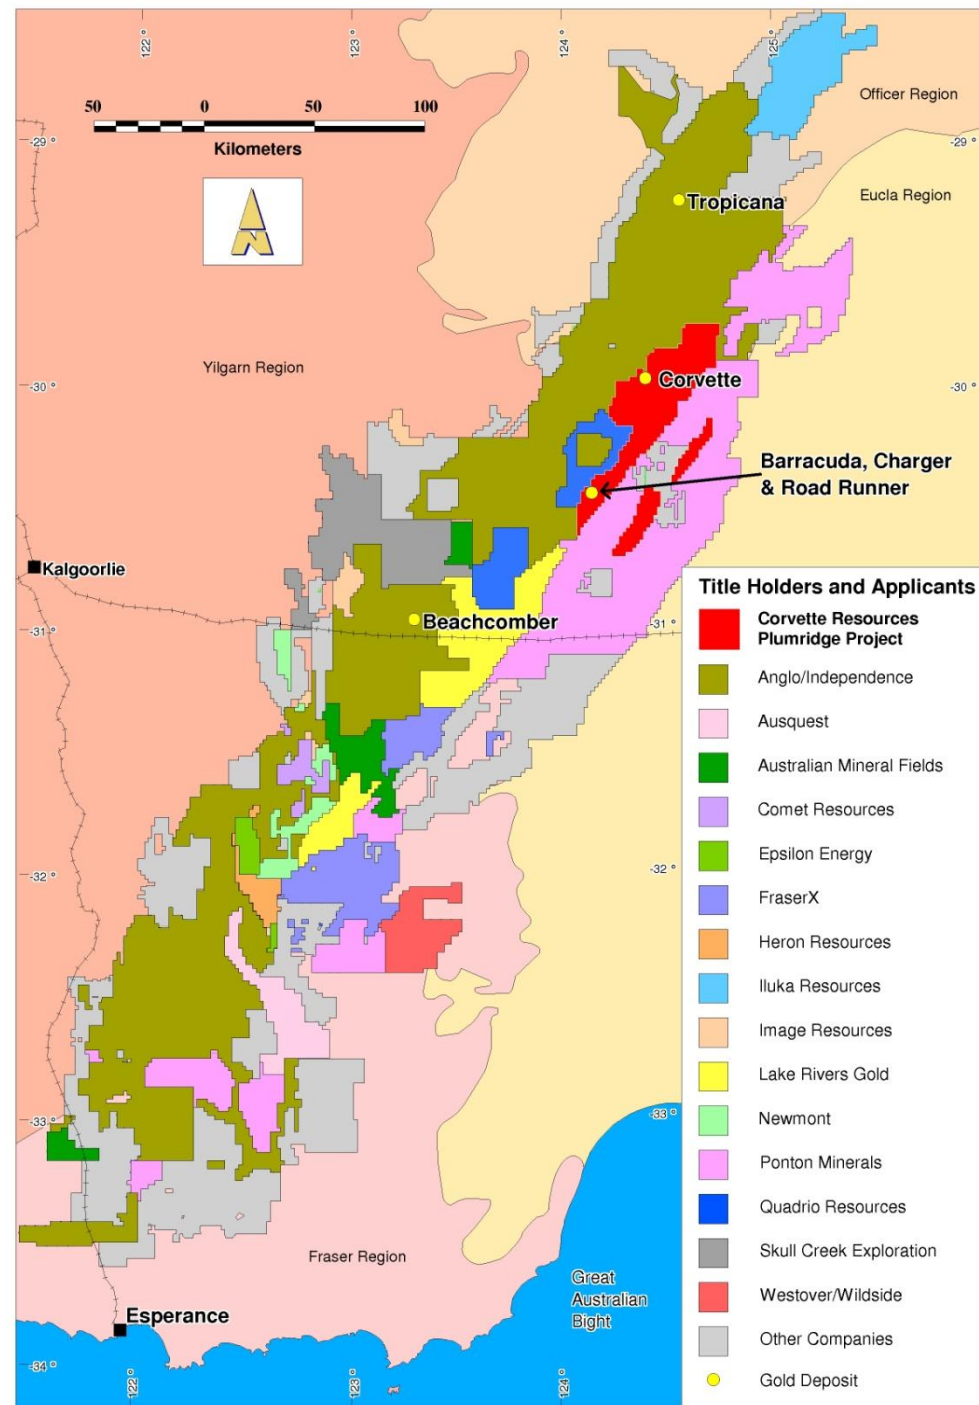 122 °
123 °
124 °
125 °
50 0 50 100
Kilometers
Officer Region
-29 °
-29 °
Eucla Region
N
Tropicana
Yilgarn Region
-30 °
-30 °
Corvette
Barracuda, Charger
& Road Runner
Kalgoorlie
Beachcomber
-31 °
-31 °
-32 °
-32 °
-33 °
-33 °
Fraser Region
Great
Australian
Bight
Esperance
-34 °
122 °
123 °
124 °
Title Holders and Applicants
Corvette Resources
Plumridge Project
Anglo/Independence
Ausquest
Australian Mineral Fields
Comet Resources
Epsilon Energy
FraserX
Heron Resources
Iluka Resources
Image Resources
Lake Rivers Gold
Newmont
Ponton Minerals
Quadrio Resources
Skull Creek Exploration
Westover/Wildside
Other Companies
Gold Deposit